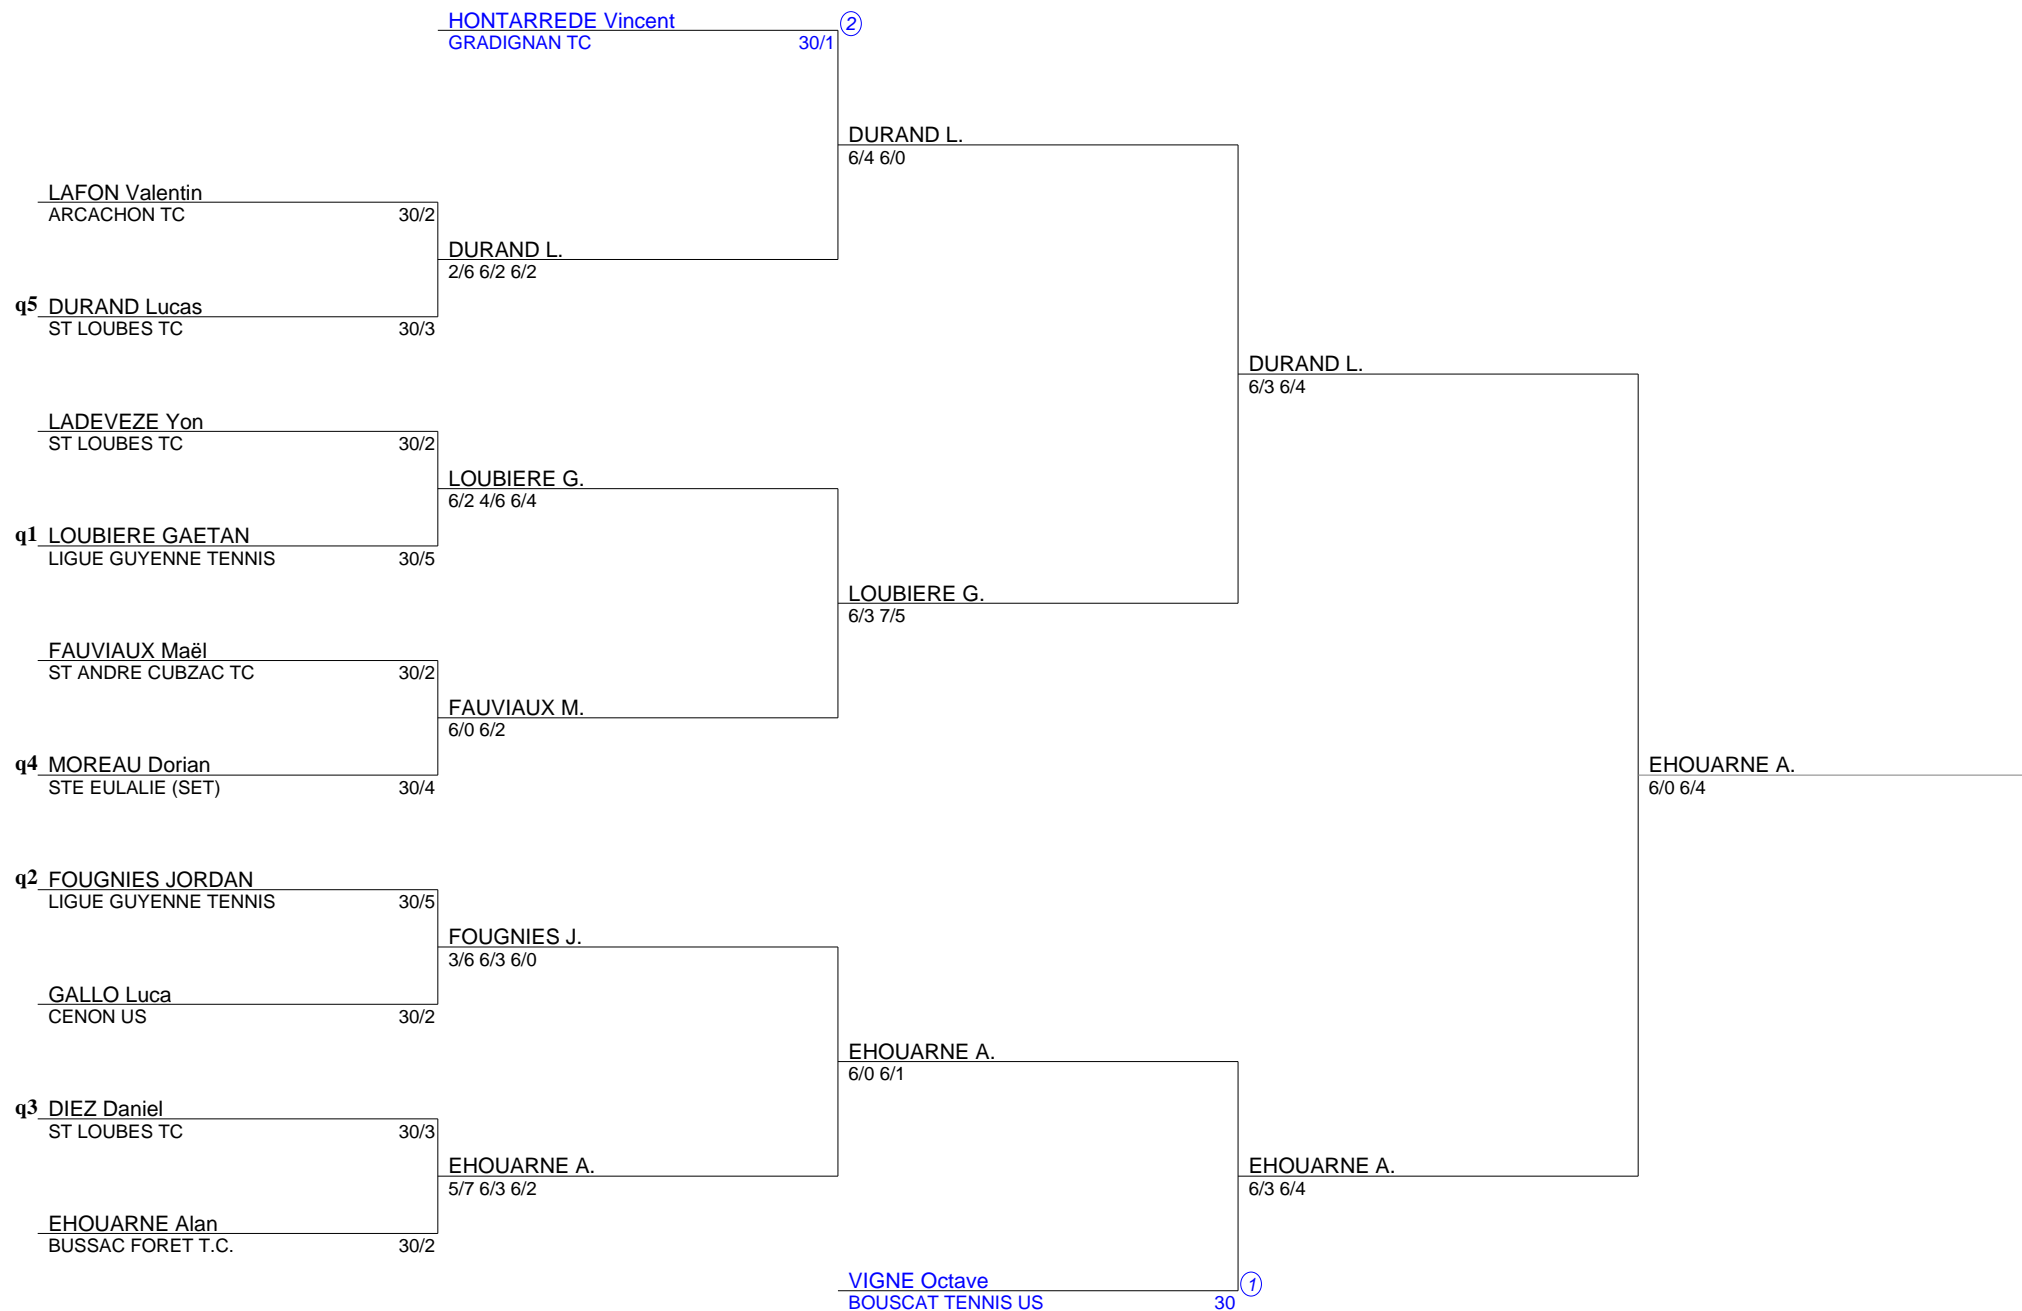 HONTARREDE Vincent 2
GRADIGNAN TC 30/1
DURAND L.
6/4 6/0
LAFON Valentin
ARCACHON TC 30/2
DURAND L.
2/6 6/2 6/2
q5 DURAND Lucas
ST LOUBES TC 30/3
DURAND L.
6/3 6/4
LADEVEZE Yon
ST LOUBES TC 30/2
LOUBIERE G.
6/2 4/6 6/4
q1 LOUBIERE GAETAN
LIGUE GUYENNE TENNIS 30/5
LOUBIERE G.
6/3 7/5
FAUVIAUX Maël
ST ANDRE CUBZAC TC 30/2
FAUVIAUX M.
6/0 6/2
q4 MOREAU Dorian
STE EULALIE (SET) 30/4
EHOUARNE A.
6/0 6/4
q2 FOUGNIES JORDAN
LIGUE GUYENNE TENNIS 30/5
FOUGNIES J.
3/6 6/3 6/0
GALLO Luca
CENON US 30/2
EHOUARNE A.
6/0 6/1
q3 DIEZ Daniel
ST LOUBES TC 30/3
EHOUARNE A.
5/7 6/3 6/2
EHOUARNE A.
6/3 6/4
EHOUARNE Alan
BUSSAC FORET T.C. 30/2
VIGNE Octave 1
BOUSCAT TENNIS US 30